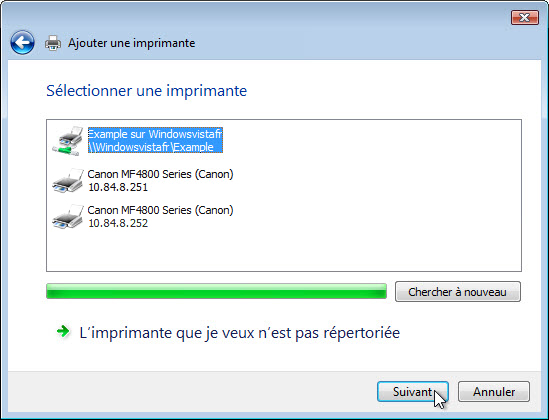 Ajouter une imprimante
Sélectionner une imprimante
Example sur Windowsvistafr
\\Windowsvistafr\Example
Canon MF4800 Series (Canon)
10.84.8.251
Canon MF4800 Series (Canon)
10.84.8.252
Chercher à nouveau
L'imprimante que je veux n'est pas répertoriée
Suivant
Annuler